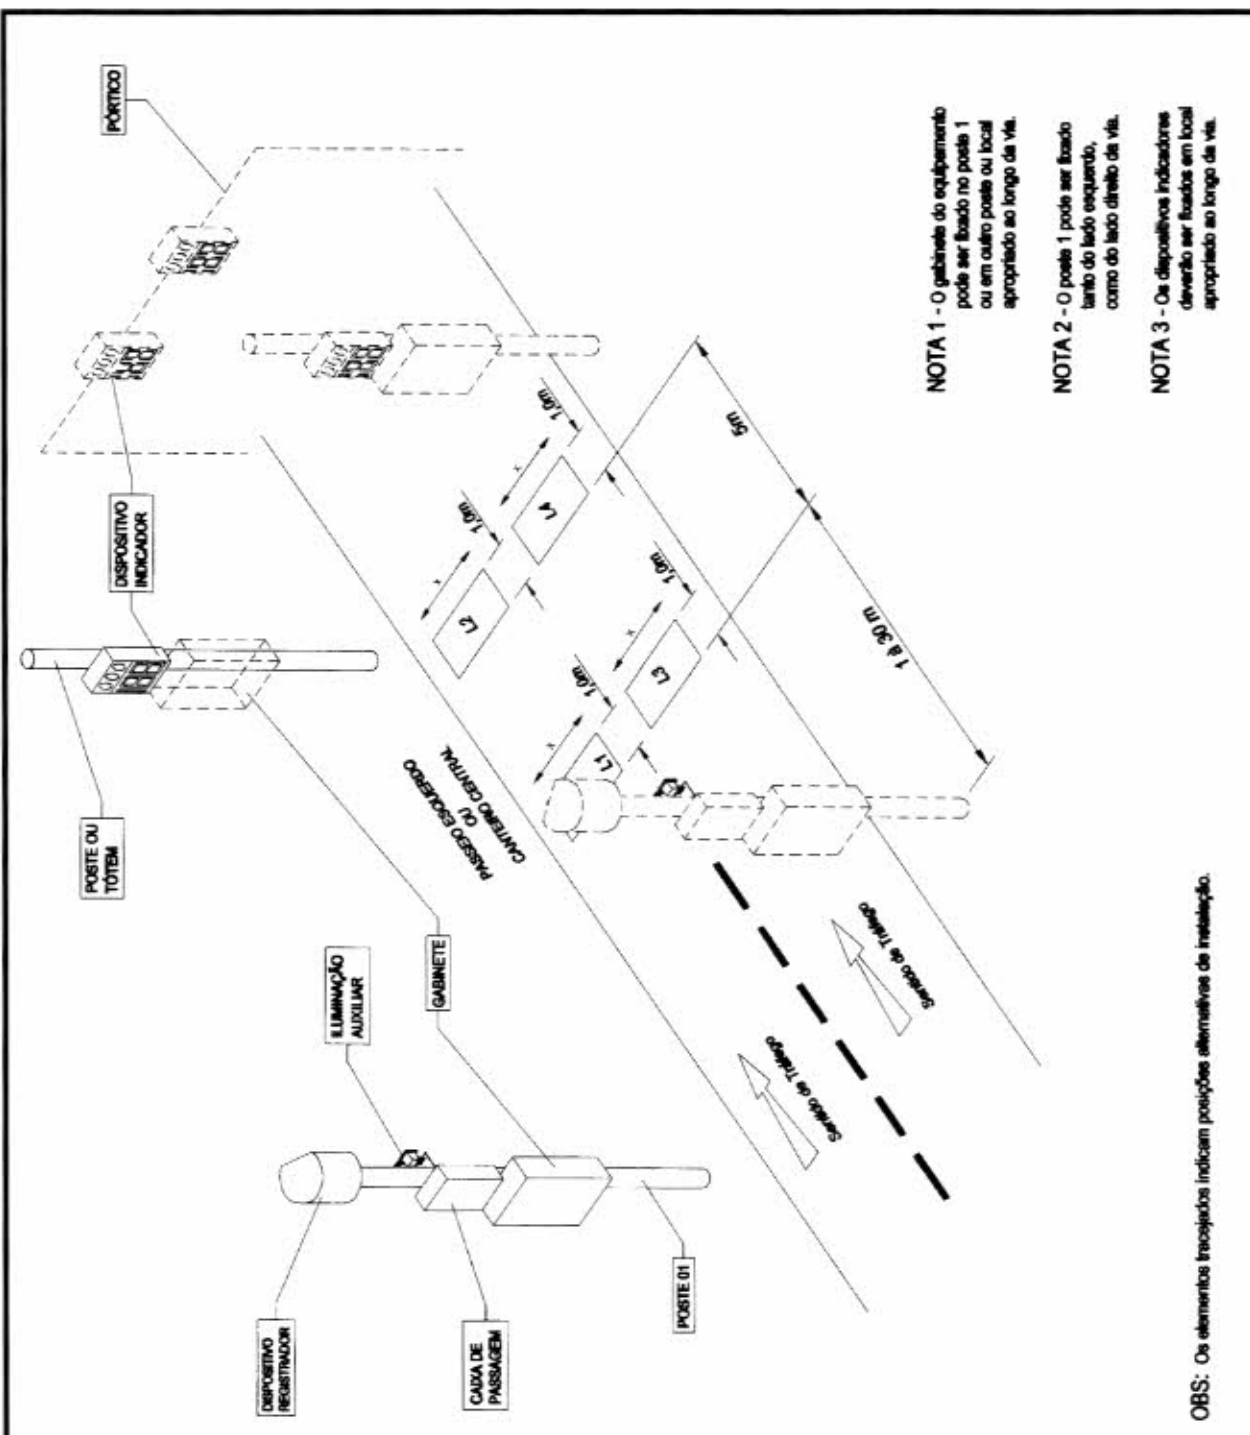 PÓRTICO
DISPOSITIVO
INDICADOR
POSTE OU
TÓTEM
ILUMINAÇÃO
AUXILIAR
GABINETE
DISPOSITIVO
REGISTRADOR
CAIXA DE
PASSAGEM
POSTE 01
PASSEIO ESQUERDO
OU
CANTEIRO CENTRAL
L2
x
1,0m
L4
x
1,0m
L1
x
1,0m
L3
x
1,0m
5m
1 à 30 m
Sentido de Tráfego
Sentido de Tráfego
NOTA 1 - O gabinete do equipamento
pode ser fixado no poste 1
ou em outro poste ou local
apropriado ao longo da via.
NOTA 2 - O poste 1 pode ser fixado
tanto do lado esquerdo,
como do lado direito da via.
NOTA 3 - Os dispositivos indicadores
deverão ser fixados em local
apropriado ao longo da via.
OBS: Os elementos tracejados indicam posições alternativas de instalação.